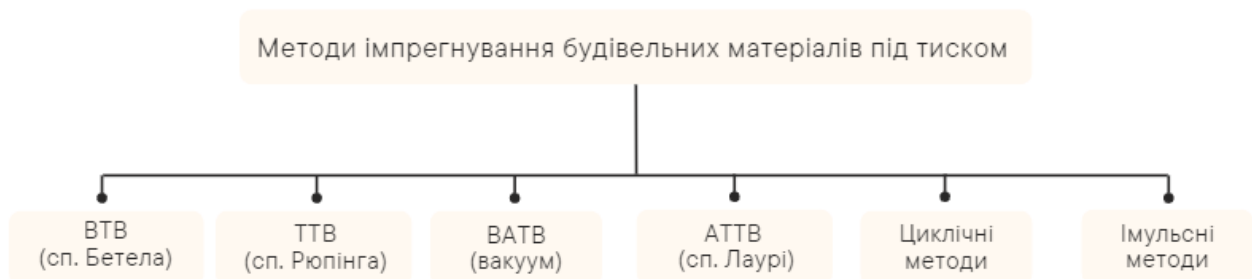 Методи імпрегнування будівельних матеріалів під тиском
ВТВ
(сп. Бетела)
ТТВ
(сп. Рюпінга)
ВАТВ
(вакуум)
АТТВ
(сп. Лаурі)
Циклічні
методи
Імульсні
методи